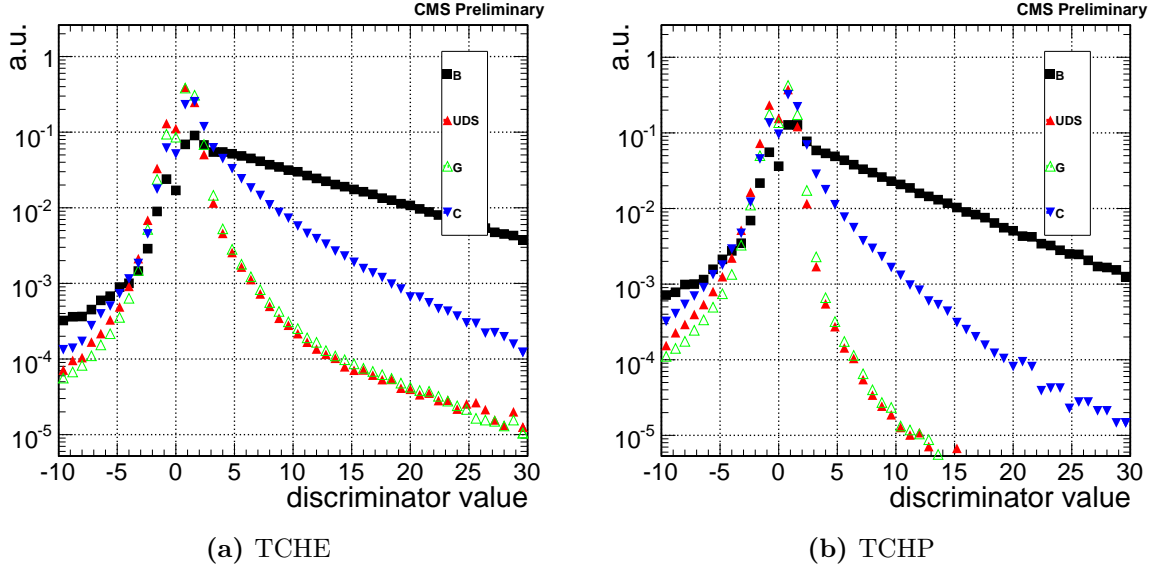 CMS Preliminary
a.u.
1
10-1
10-2
10-3
10-4
10-5
B
UDS
G
C
-10 -5 0 5 10 15 20 25 30
discriminator value
(a) TCHE
CMS Preliminary
a.u.
1
10-1
10-2
10-3
10-4
10-5
B
UDS
G
C
-10 -5 0 5 10 15 20 25 30
discriminator value
(b) TCHP